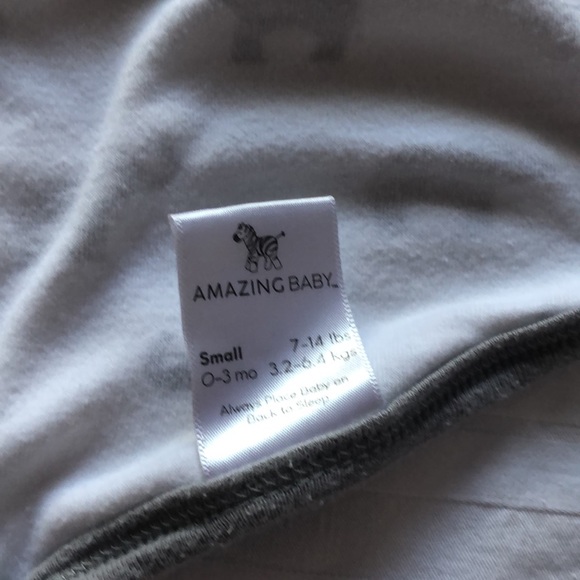 AMAZING BABY™
Small 7-14 lbs
0-3 mo 3.2-6.4 kgs
Always Place Baby on
Back to Sleep